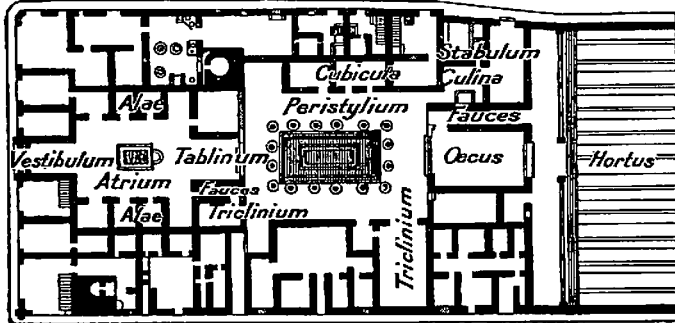 Stabulum
Culina
Cubicula
Alae
Peristylium
Fauces
Vestibulum
Tablinum
Oecus
Hortus
Atrium
Fauces
Alae
Triclinium
Triclinium